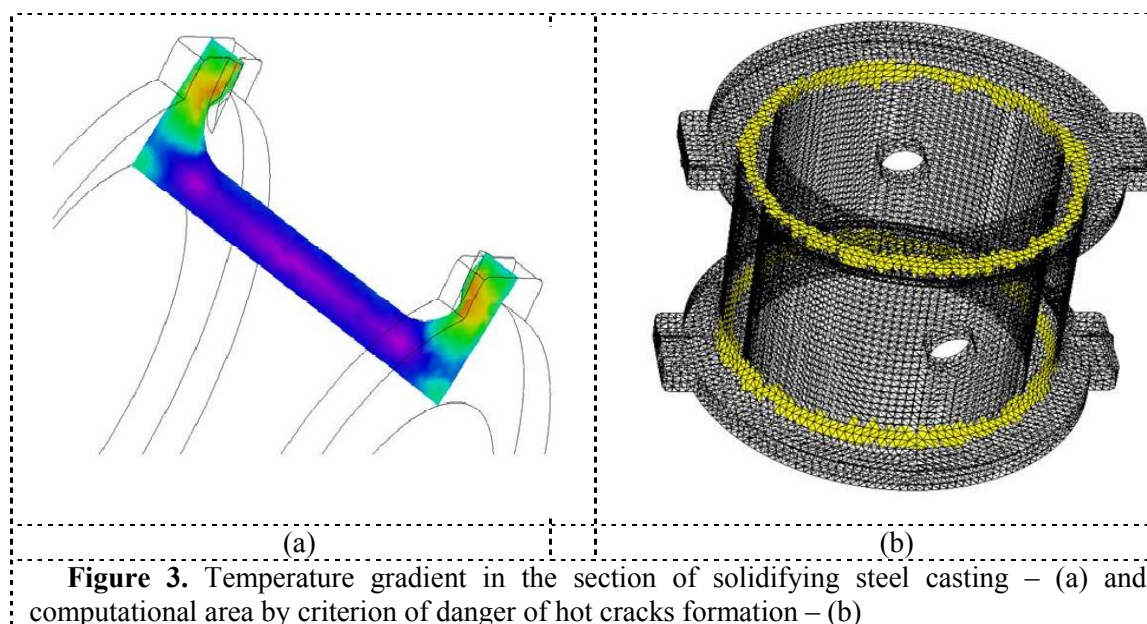 (a)
(b)
Figure 3. Temperature gradient in the section of solidifying steel casting – (a) and
computational area by criterion of danger of hot cracks formation – (b)